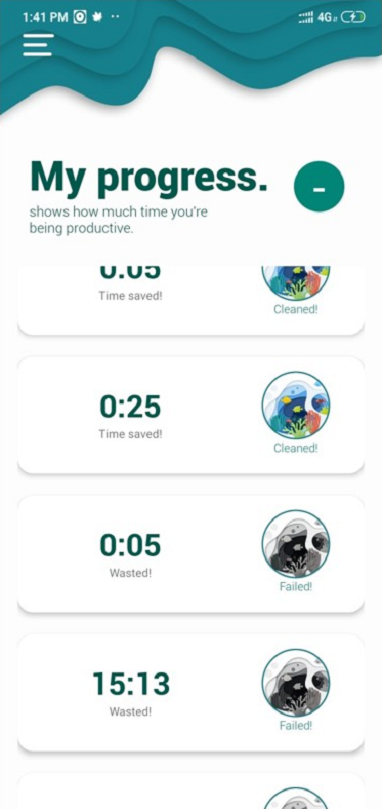 1:41 PM
4G
My progress.
-
shows how much time you're
being productive.
0:05
Time saved!
Cleaned!
0:25
Time saved!
Cleaned!
0:05
Wasted!
Failed!
15:13
Wasted!
Failed!